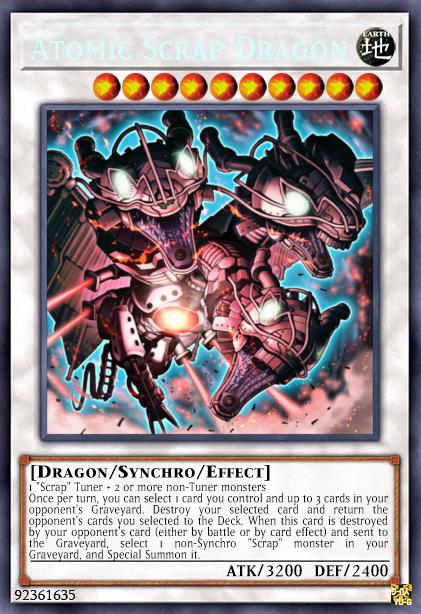 Atomic Scrap Dragon
EARTH
地
[Dragon/Synchro/Effect]
1 "Scrap" Tuner + 2 or more non-Tuner monsters
Once per turn, you can select 1 card you control and up to 3 cards in your
opponent's Graveyard. Destroy your selected card and return the
opponent's cards you selected to the Deck. When this card is destroyed
by your opponent's card (either by battle or by card effect) and sent to
the Graveyard, select 1 non-Synchro "Scrap" monster in your
Graveyard, and Special Summon it.
ATK/3200 DEF/2400
92361635